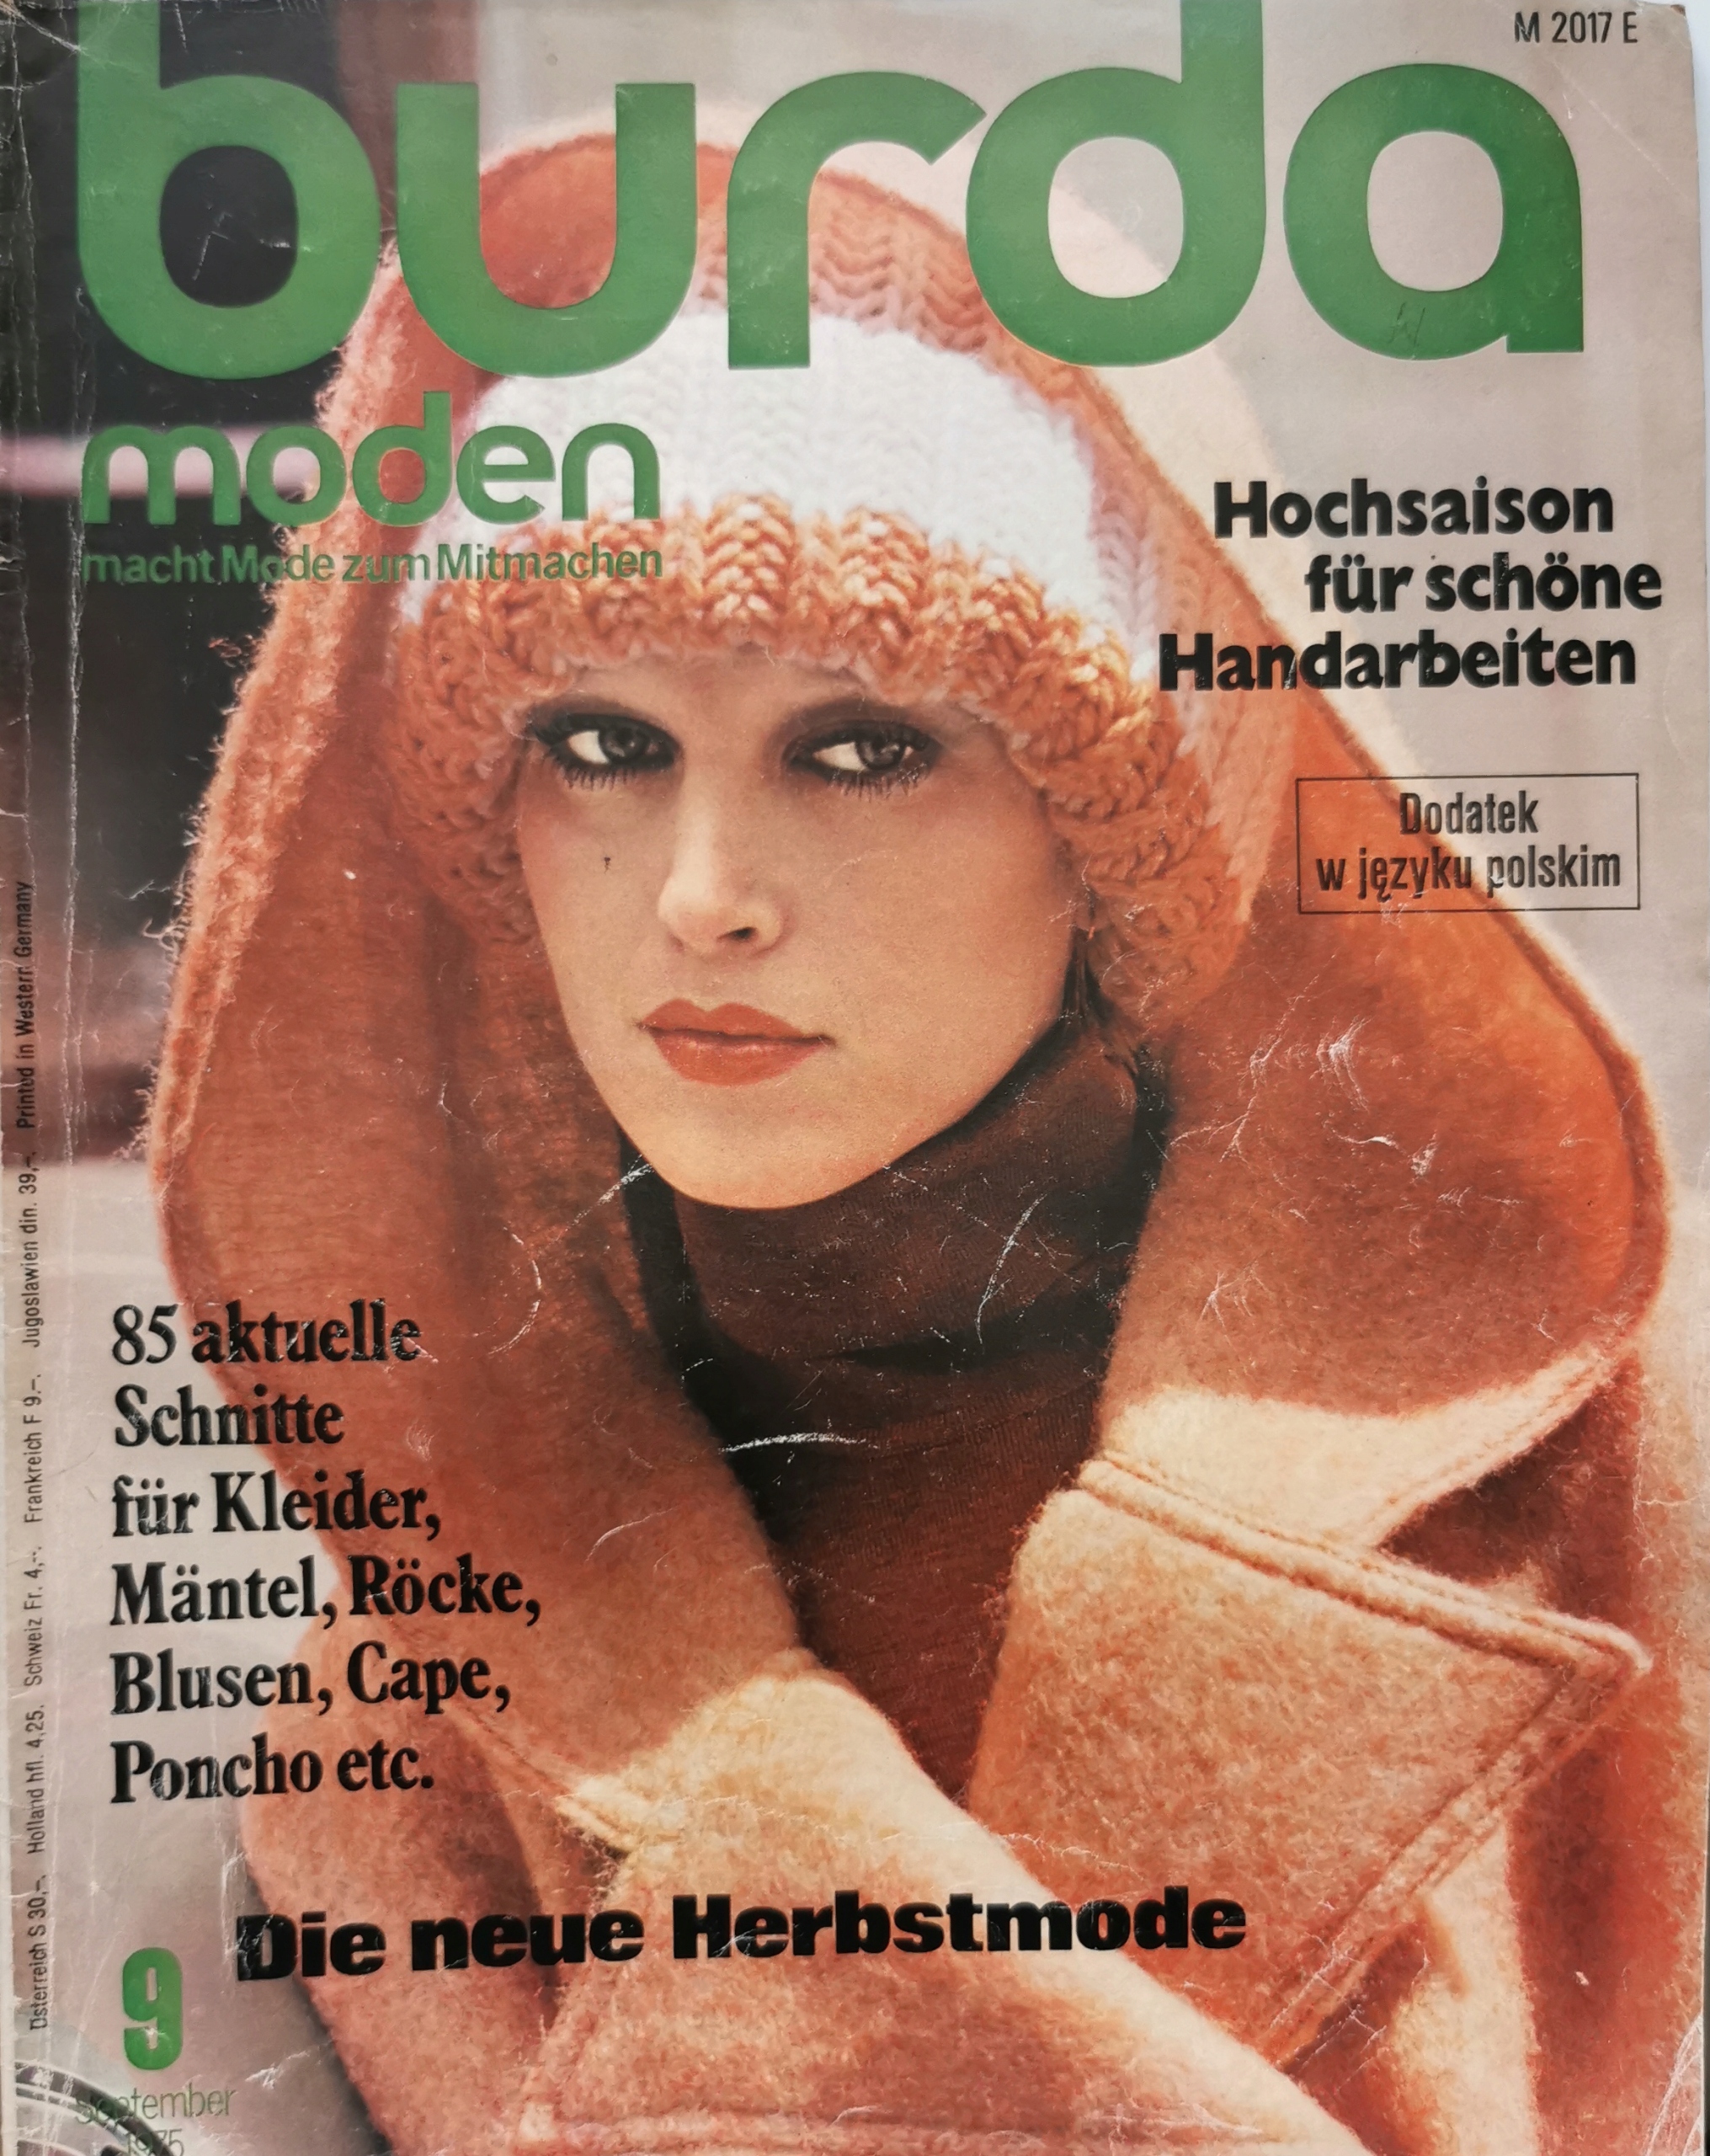 M 2017 E
burda
moden
macht Mode zum Mitmachen
Hochsaison
für schöne
Handarbeiten
Dodatek
w języku polskim
85 aktuelle
Schnitte
für Kleider,
Mäntel, Röcke,
Blusen, Cape,
Poncho etc.
Die neue Herbstmode
9
September
1975
Österreich S 30,-. Holland hfl. 4,25. Schweiz Fr. 4,-. Frankreich F 9.-. Jugoslawien din. 39,-. Printed in Western Germany